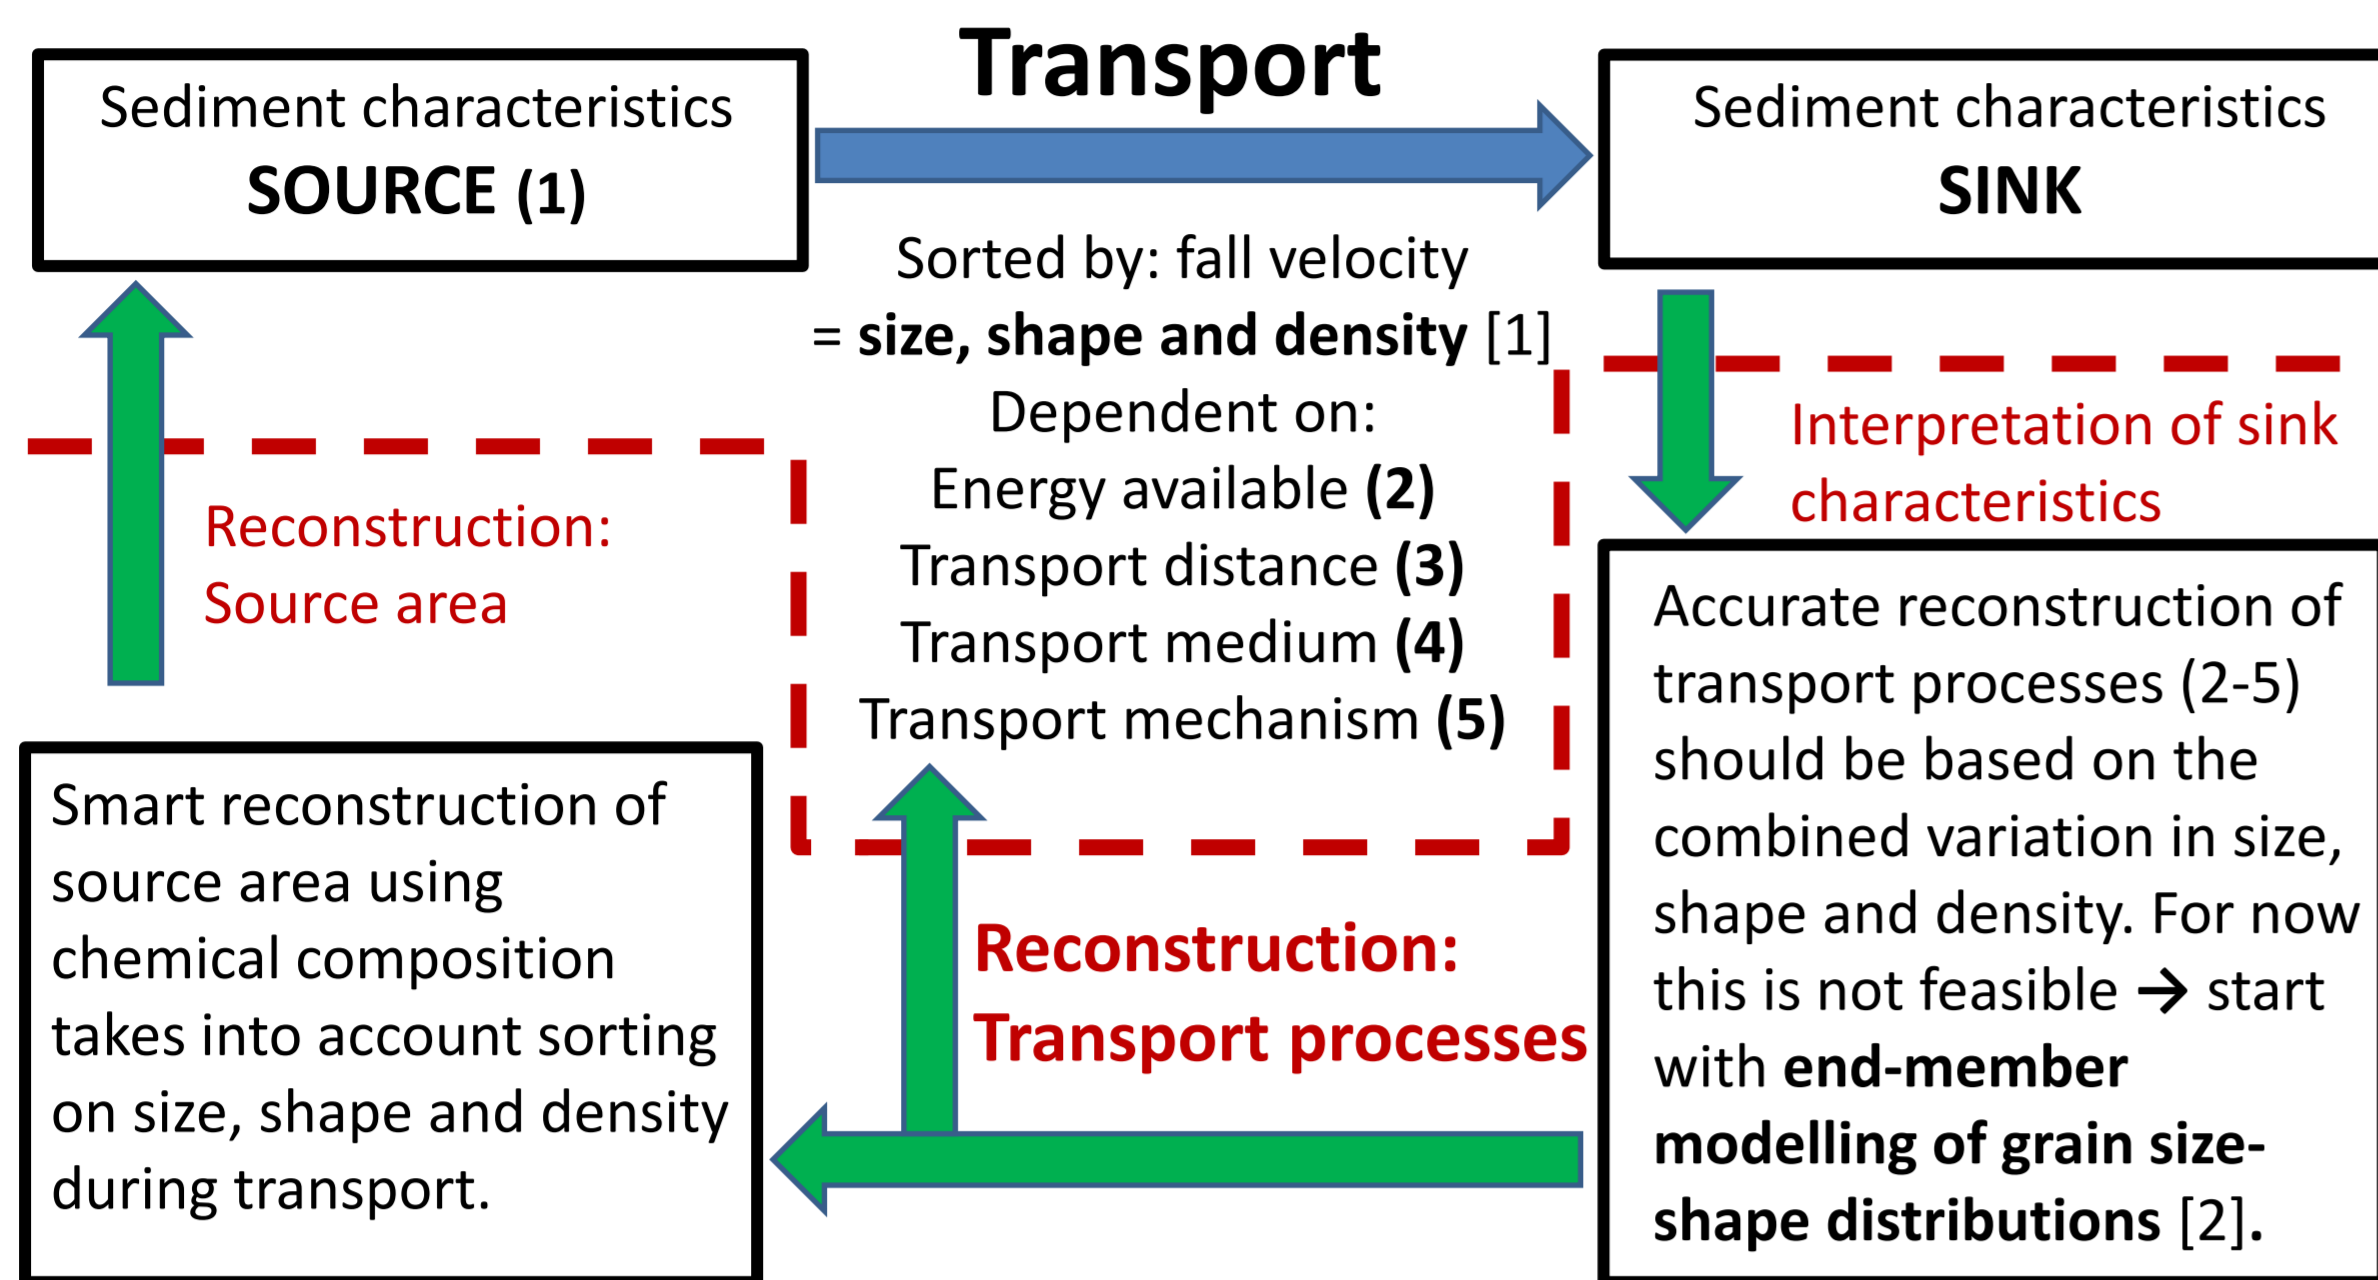 Transport
Sediment characteristics
SOURCE (1)
Sediment characteristics
SINK
Sorted by: fall velocity
= size, shape and density [1]
Dependent on:
Energy available (2)
Transport distance (3)
Transport medium (4)
Transport mechanism (5)
Interpretation of sink
characteristics
Reconstruction:
Source area
Accurate reconstruction of
transport processes (2-5)
should be based on the
combined variation in size,
shape and density. For now
this is not feasible → start
with end-member
modelling of grain size-
shape distributions [2].
Reconstruction:
Transport processes
Smart reconstruction of
source area using
chemical composition
takes into account sorting
on size, shape and density
during transport.